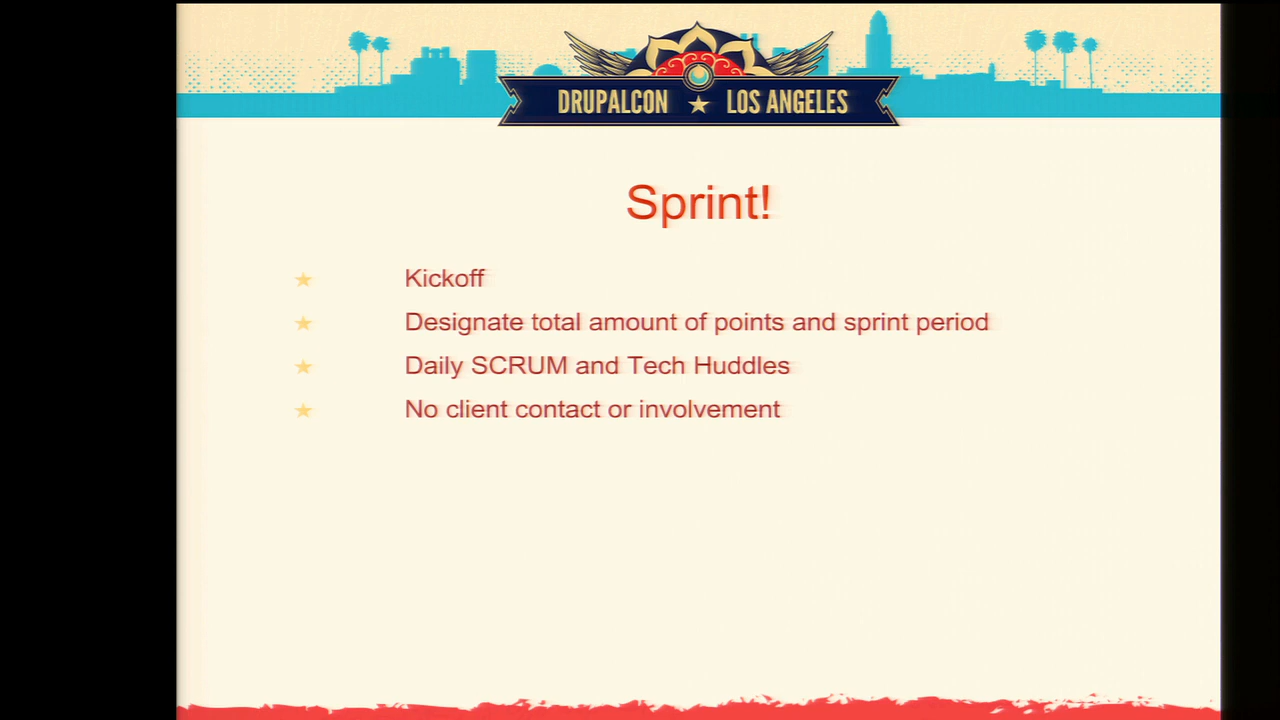 DRUPALCON ★ LOS ANGELES
Sprint!
★ Kickoff
★ Designate total amount of points and sprint period
★ Daily SCRUM and Tech Huddles
★ No client contact or involvement